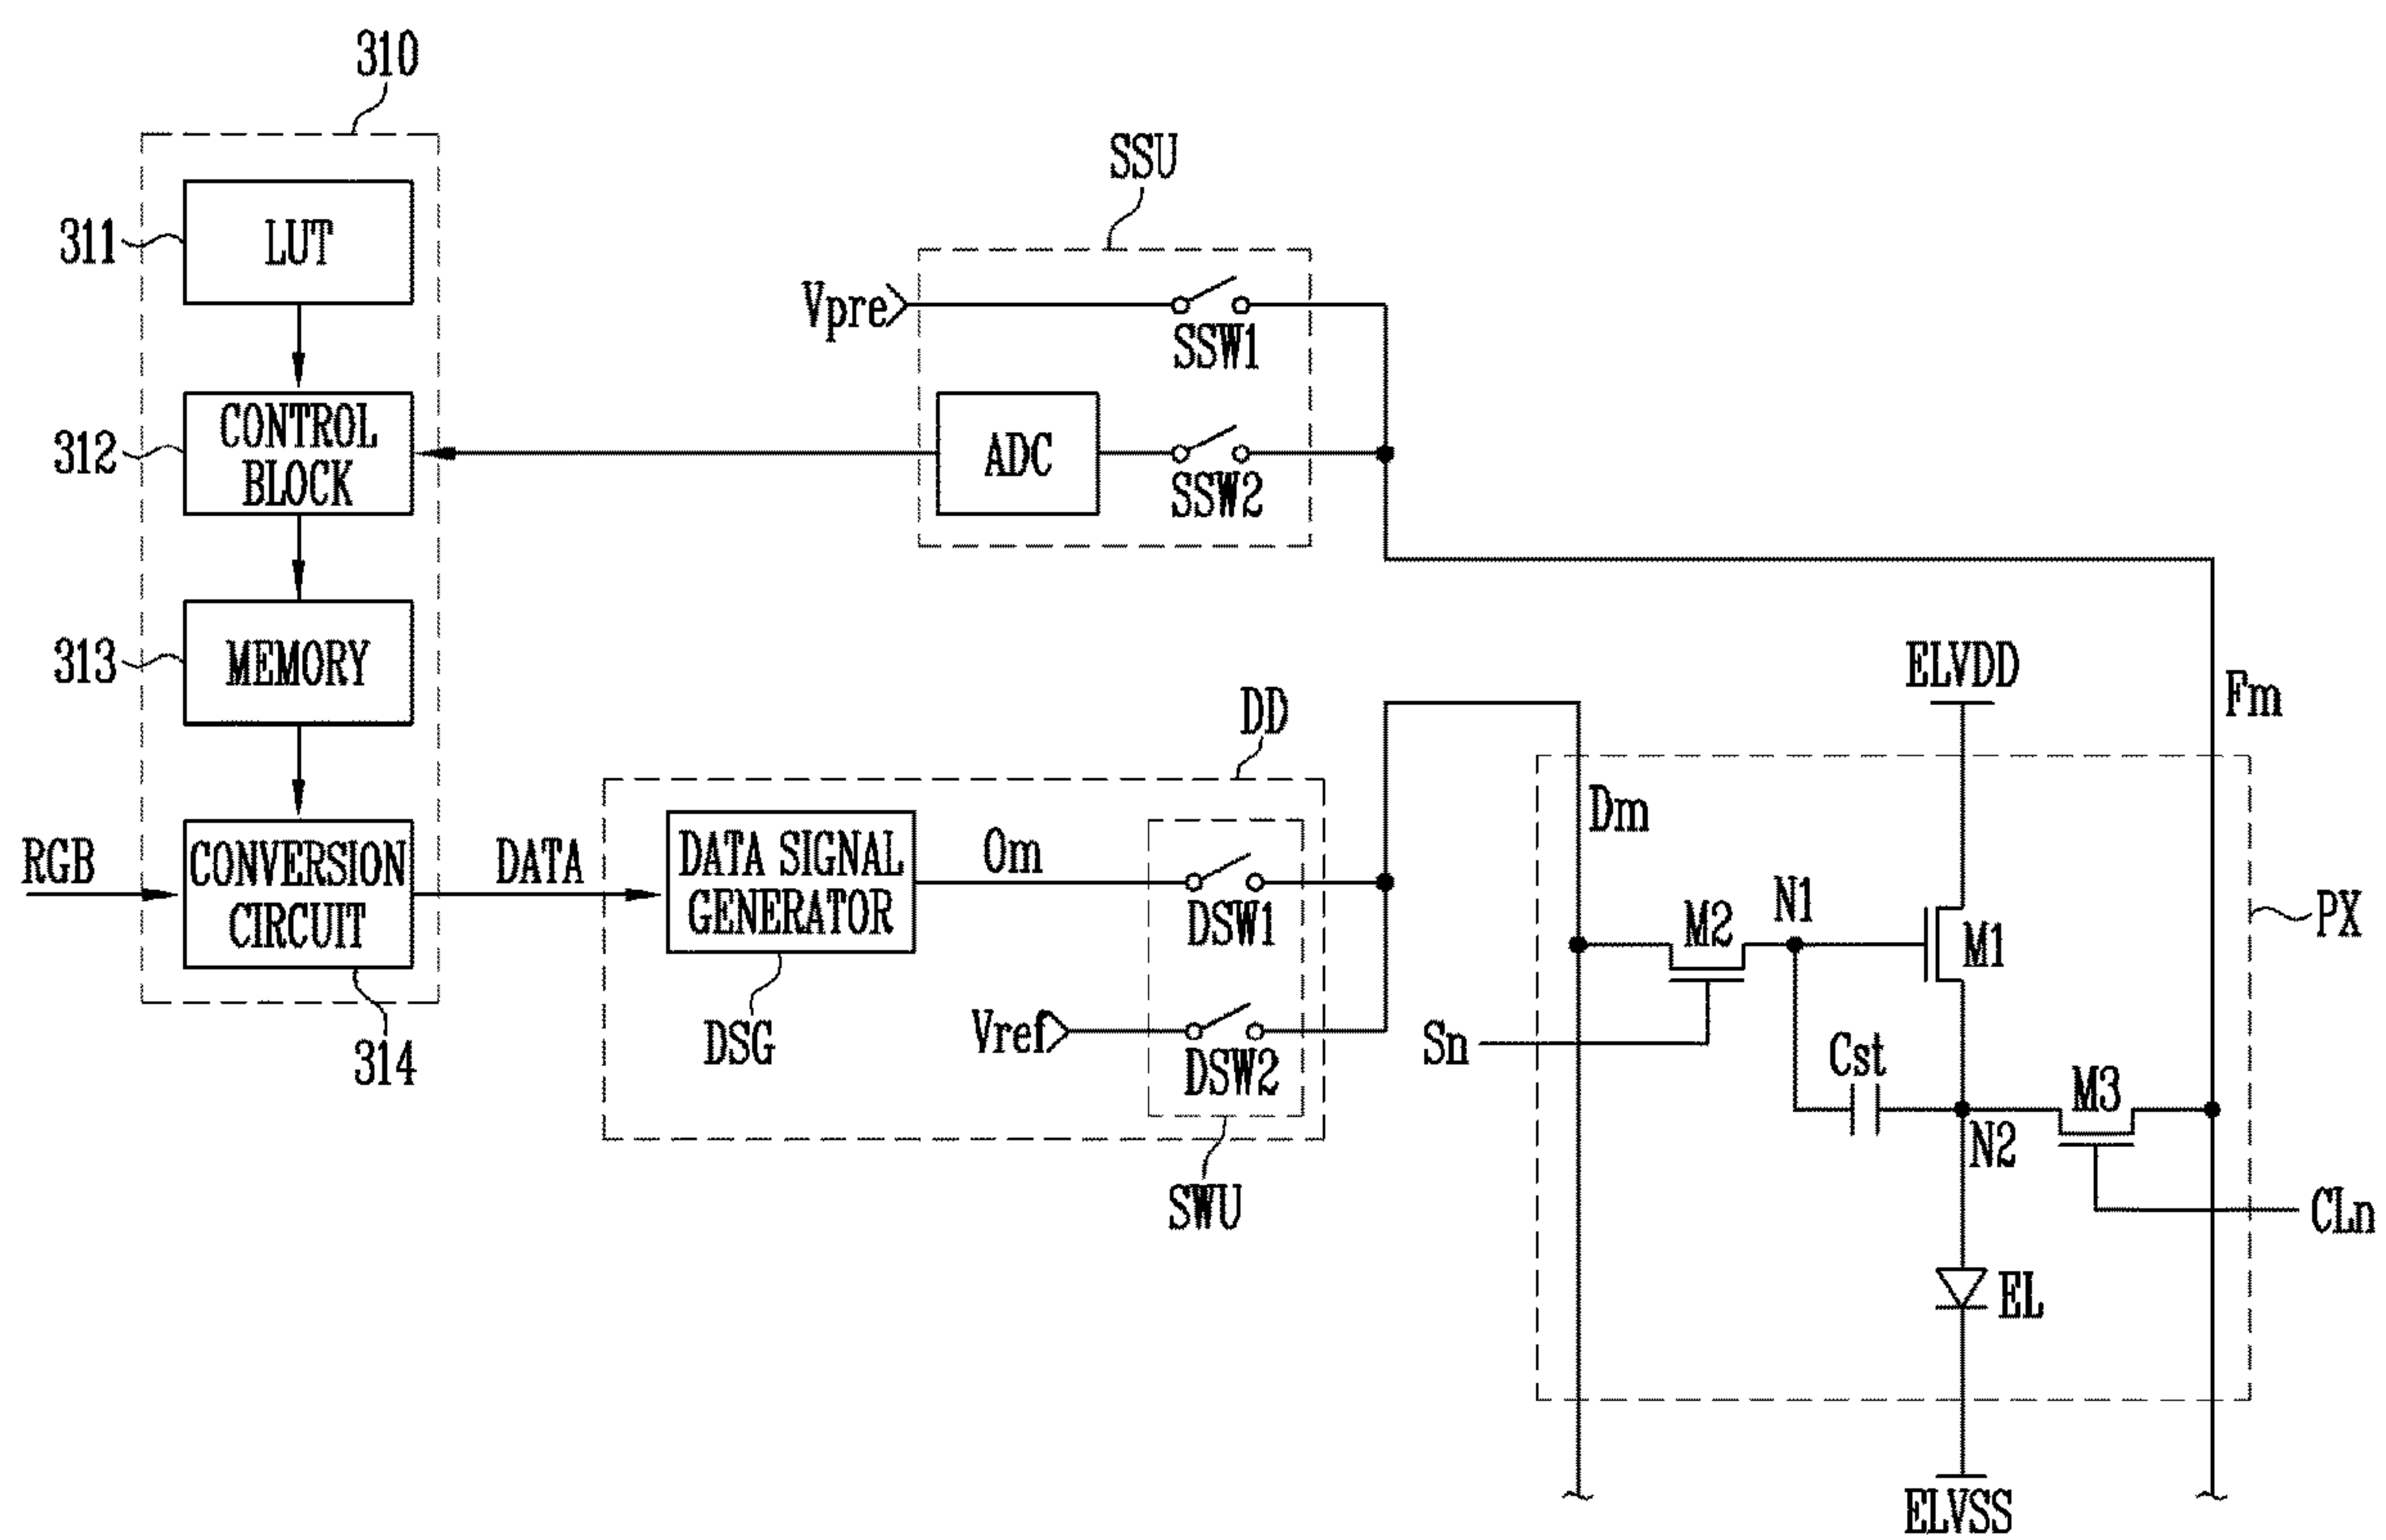 310
SSU
311
LUT
Vpre
SSW1
312
CONTROL
BLOCK
ADC
SSW2
313
MEMORY
ELVDD
Fm
DD
Dm
RGB
CONVERSION
CIRCUIT
DATA
DATA SIGNAL
GENERATOR
Om
DSW1
M2
N1
M1
PX
314
DSG
Vref
DSW2
Sn
Cst
M3
N2
SWU
CLn
EL
ELVSS